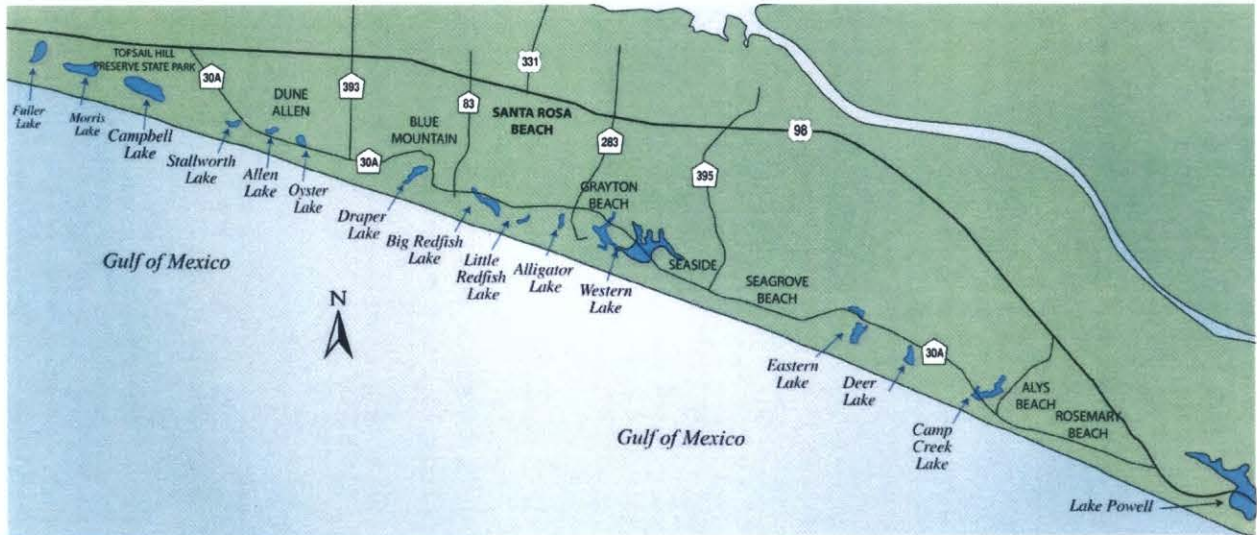 TOPSAIL HILL
PRESERVE STATE PARK
30A
393
83
331
98
283
395
30A
30A
DUNE
ALLEN
BLUE
MOUNTAIN
SANTA ROSA
BEACH
GRAYTON
BEACH
SEASIDE
SEAGROVE
BEACH
ALYS
BEACH
ROSEMARY
BEACH
Fuller
Lake
Morris
Lake
Campbell
Lake
Stallworth
Lake
Allen
Lake
Oyster
Lake
Draper
Lake
Big Redfish
Lake
Little
Redfish
Lake
Alligator
Lake
Western
Lake
Eastern
Lake
Deer
Lake
Camp
Creek
Lake
Lake Powell
Gulf of Mexico
N
Gulf of Mexico